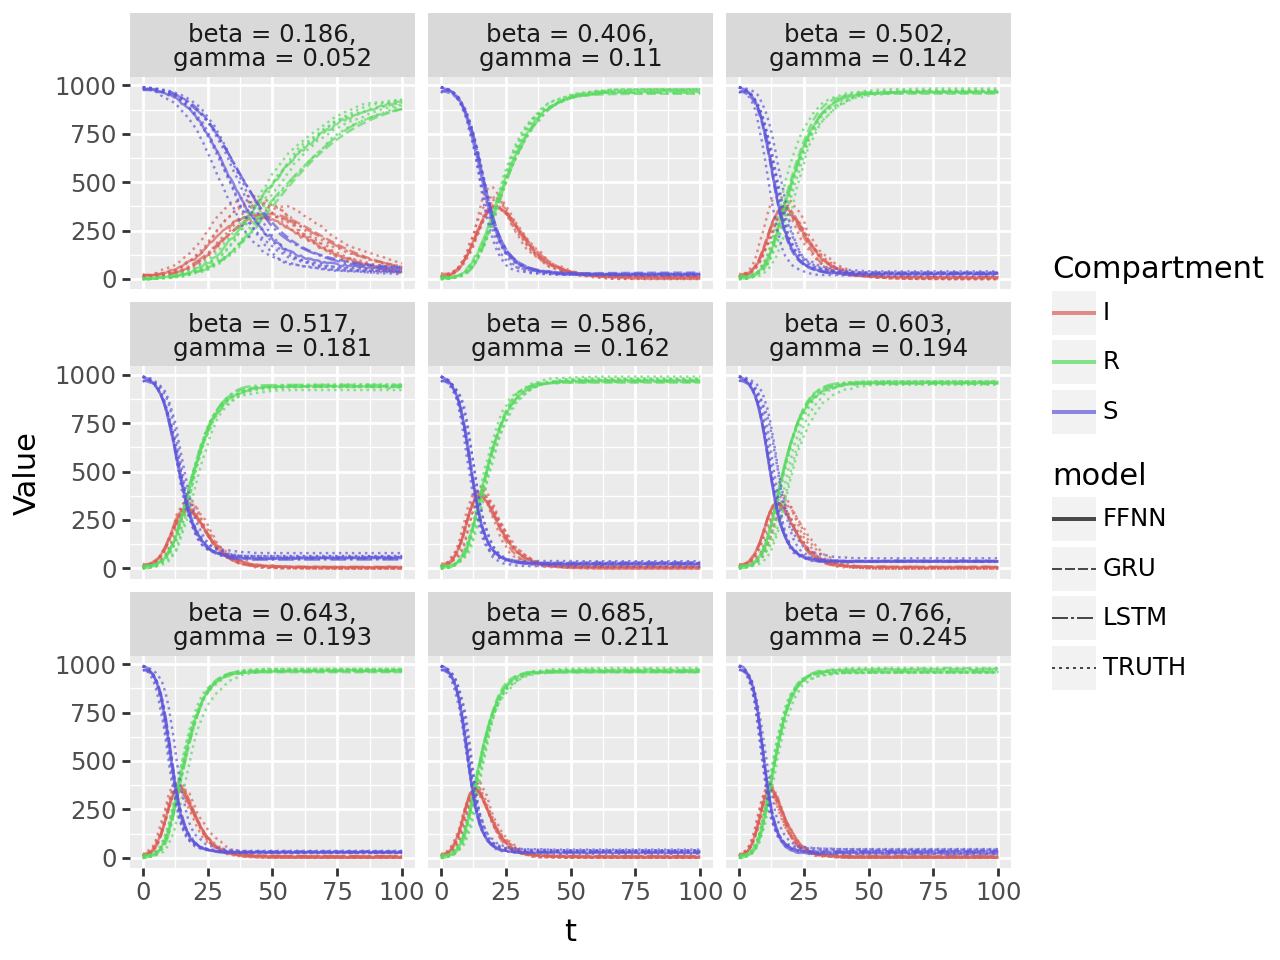 beta = 0.186,
gamma = 0.052
beta = 0.406,
gamma = 0.11
beta = 0.502,
gamma = 0.142
1000
750
500
250
0
beta = 0.517,
gamma = 0.181
beta = 0.586,
gamma = 0.162
beta = 0.603,
gamma = 0.194
1000
750
500
250
0
beta = 0.643,
gamma = 0.193
beta = 0.685,
gamma = 0.211
beta = 0.766,
gamma = 0.245
1000
750
500
250
0
0 25 50 75 100
0 25 50 75 100
0 25 50 75 100
t
Value
Compartment
I
R
S
model
FFNN
GRU
LSTM
TRUTH